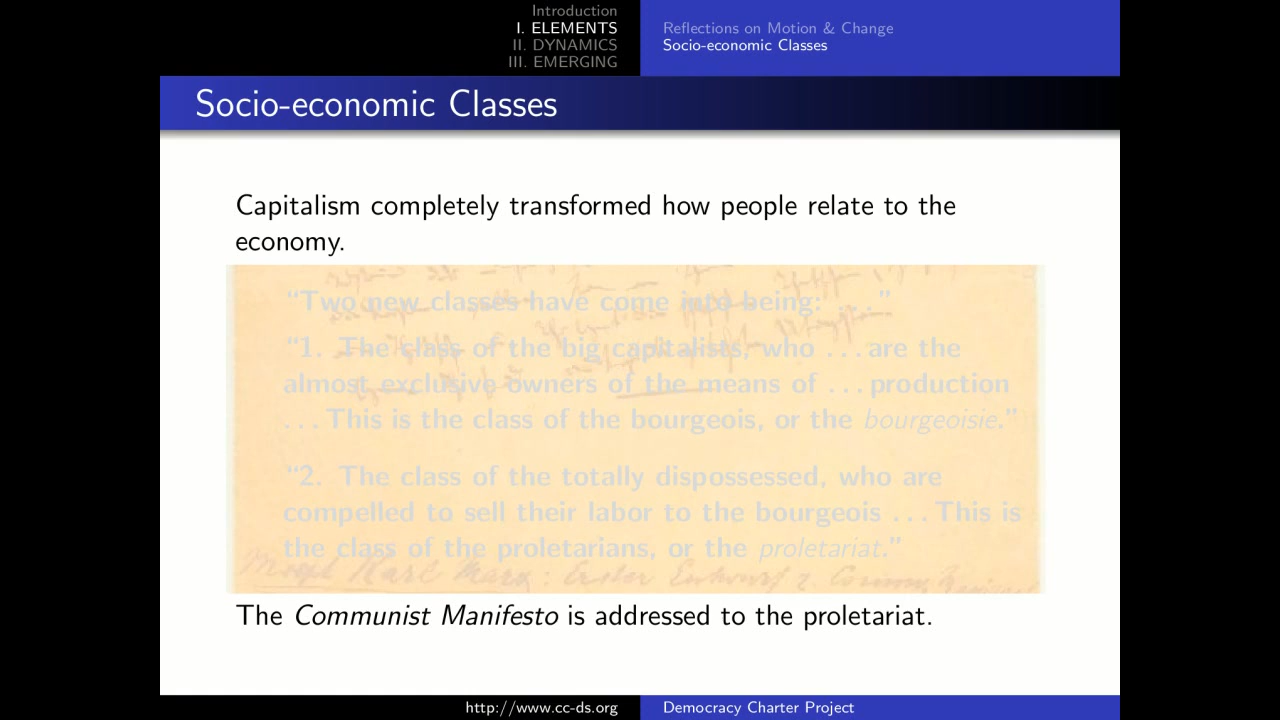 Introduction
I. ELEMENTS
II. DYNAMICS
III. EMERGING
Reflections on Motion & Change
Socio-economic Classes
Socio-economic Classes
Capitalism completely transformed how people relate to the
economy.
“Two new classes have come into being: . . .”
“1. The class of the big capitalists, who . . . are the
almost exclusive owners of the means of . . . production
. . . This is the class of the bourgeois, or the bourgeoisie.”
“2. The class of the totally dispossessed, who are
compelled to sell their labor to the bourgeois . . . This is
the class of the proletarians, or the proletariat.”
Karl Marx: Erster Entwurf
The Communist Manifesto is addressed to the proletariat.
http://www.cc-ds.org
Democracy Charter Project